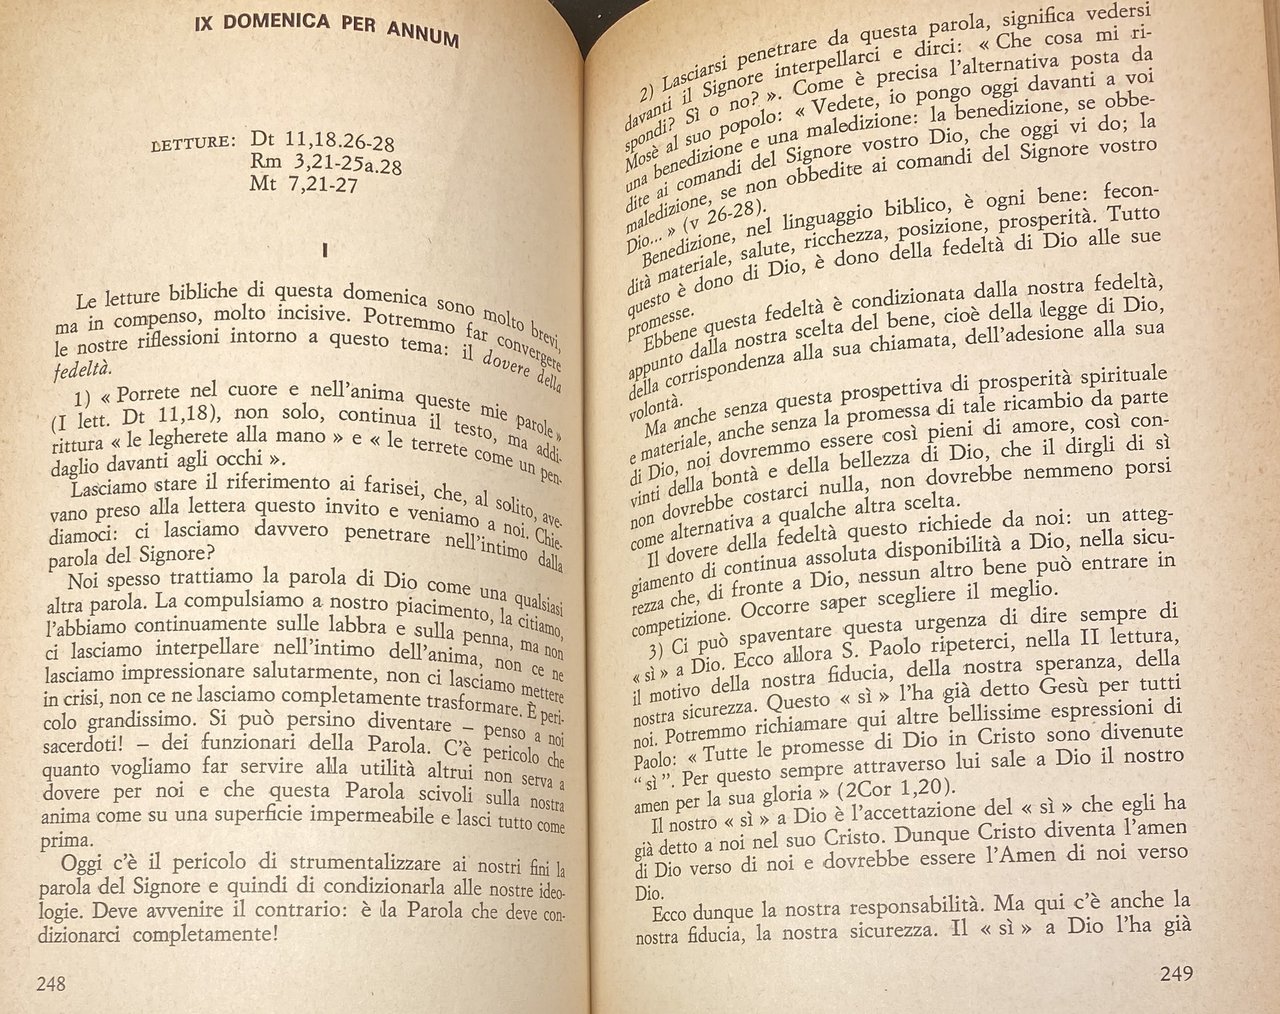 IX DOMENICA PER ANNUM
LETTURE: Dt 11,18.26-28
Rm 3,21-25a.28
Mt 7,21-27
I
Le letture bibliche di questa domenica sono molto brevi,
ma in compenso, molto incisive. Potremmo far convergere
le nostre riflessioni intorno a questo tema: il dovere della
fedeltà.
1) « Porrete nel cuore e nell'anima queste mie parole »
(I lett. Dt 11,18), non solo, continua il testo, ma addi-
rittura « le legherete alla mano » e « le terrete come un pen-
daglio davanti agli occhi ».
Lasciamo stare il riferimento ai farisei, che, al solito, ave-
vano preso alla lettera questo invito e veniamo a noi. Chie-
diamoci: ci lasciamo davvero penetrare nell'intimo dalla
parola del Signore?
Noi spesso trattiamo la parola di Dio come una qualsiasi
altra parola. La compulsiamo a nostro piacimento, la citiamo,
l'abbiamo continuamente sulle labbra e sulla penna, ma non
ci lasciamo interpellare nell'intimo dell'anima, non ce ne
lasciamo impressionare salutarmente, non ci lasciamo mettere
in crisi, non ce ne lasciamo completamente trasformare. È peri-
colo grandissimo. Si può persino diventare – penso a noi
sacerdoti! – dei funzionari della Parola. C'è pericolo che
quanto vogliamo far servire alla utilità altrui non serva a
dovere per noi e che questa Parola scivoli sulla nostra
anima come su una superficie impermeabile e lasci tutto come
prima.
Oggi c'è il pericolo di strumentalizzare ai nostri fini la
parola del Signore e quindi di condizionarla alle nostre ideo-
logie. Deve avvenire il contrario: è la Parola che deve con-
dizionarci completamente!
248
2) Lasciarsi penetrare da questa parola, significa vedersi
davanti il Signore interpellarci e dirci: « Che cosa mi ri-
spondi? Sì o no? ». Come è precisa l'alternativa posta da
Mosè al suo popolo: « Vedete, io pongo oggi davanti a voi
una benedizione e una maledizione: la benedizione, se obbe-
dite ai comandi del Signore vostro Dio, che oggi vi do; la
maledizione, se non obbedite ai comandi del Signore vostro
Dio... » (v 26-28).
Benedizione, nel linguaggio biblico, è ogni bene: fecon-
dità materiale, salute, ricchezza, posizione, prosperità. Tutto
questo è dono di Dio, è dono della fedeltà di Dio alle sue
promesse.
Ebbene questa fedeltà è condizionata dalla nostra fedeltà,
appunto dalla nostra scelta del bene, cioè della legge di Dio,
della corrispondenza alla sua chiamata, dell'adesione alla sua
volontà.
Ma anche senza questa prospettiva di prosperità spirituale
e materiale, anche senza la promessa di tale ricambio da parte
di Dio, noi dovremmo essere così pieni di amore, così con-
vinti della bontà e della bellezza di Dio, che il dirgli di sì
non dovrebbe costarci nulla, non dovrebbe nemmeno porsi
come alternativa a qualche altra scelta.
Il dovere della fedeltà questo richiede da noi: un atteg-
giamento di continua assoluta disponibilità a Dio, nella sicu-
rezza che, di fronte a Dio, nessun altro bene può entrare in
competizione. Occorre saper scegliere il meglio.
3) Ci può spaventare questa urgenza di dire sempre di
« sì » a Dio. Ecco allora S. Paolo ripeterci, nella II lettura,
il motivo della nostra fiducia, della nostra speranza, della
nostra sicurezza. Questo « sì » l'ha già detto Gesù per tutti
noi. Potremmo richiamare qui altre bellissime espressioni di
Paolo: « Tutte le promesse di Dio in Cristo sono divenute
“ sì ”. Per questo sempre attraverso lui sale a Dio il nostro
amen per la sua gloria » (2Cor 1,20).
Il nostro « sì » a Dio è l'accettazione del « sì » che egli ha
già detto a noi nel suo Cristo. Dunque Cristo diventa l'amen
di Dio verso di noi e dovrebbe essere l'Amen di noi verso
Dio.
Ecco dunque la nostra responsabilità. Ma qui c'è anche la
nostra fiducia, la nostra sicurezza. Il « sì » a Dio l'ha già
249